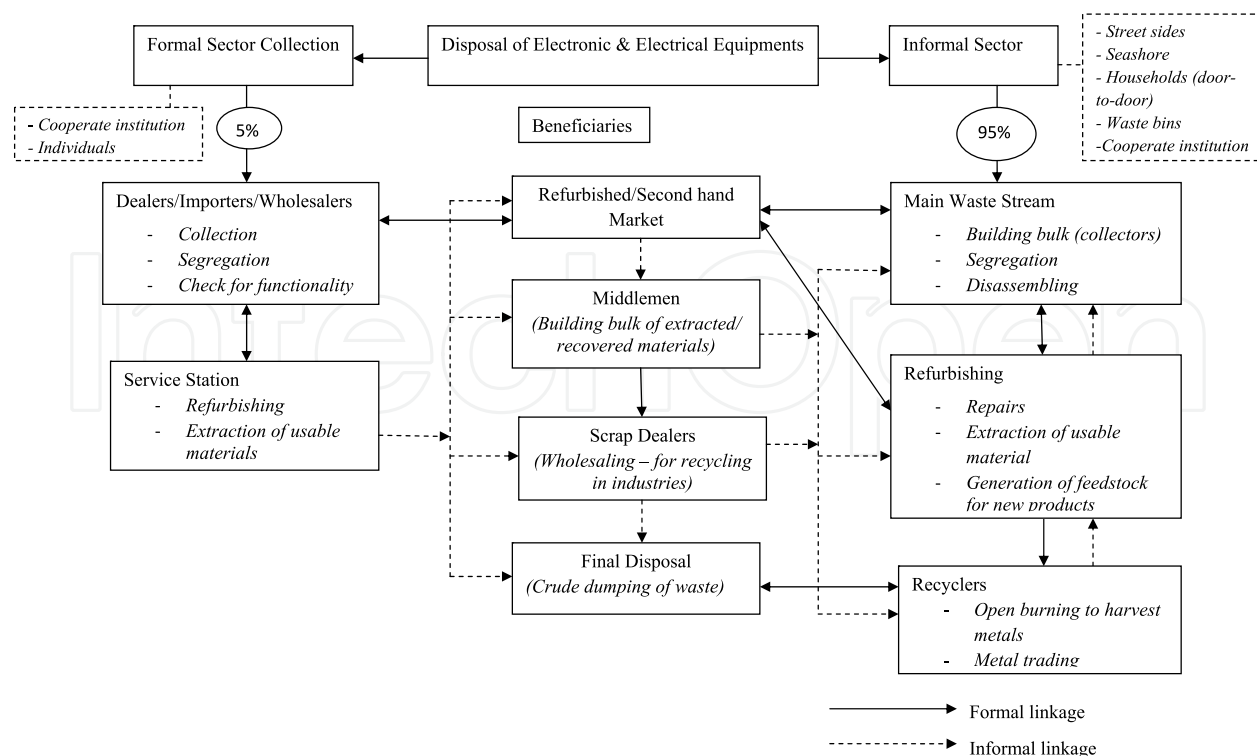 Formal Sector Collection
Disposal of Electronic & Electrical Equipments
Informal Sector
- Street sides
- Seashore
- Households (door-
to-door)
- Waste bins
-Cooperate institution
- Cooperate institution
- Individuals
5%
Beneficiaries
95%
Dealers/Importers/Wholesalers
- Collection
- Segregation
- Check for functionality
Refurbished/Second hand
Market
Main Waste Stream
- Building bulk (collectors)
- Segregation
- Disassembling
Middlemen
(Building bulk of extracted/
recovered materials)
Service Station
- Refurbishing
- Extraction of usable
materials
Refurbishing
- Repairs
- Extraction of usable
material
- Generation of feedstock
for new products
Scrap Dealers
(Wholesaling – for recycling
in industries)
Final Disposal
(Crude dumping of waste)
Recyclers
- Open burning to harvest
metals
- Metal trading
Formal linkage
Informal linkage
IntechOpen